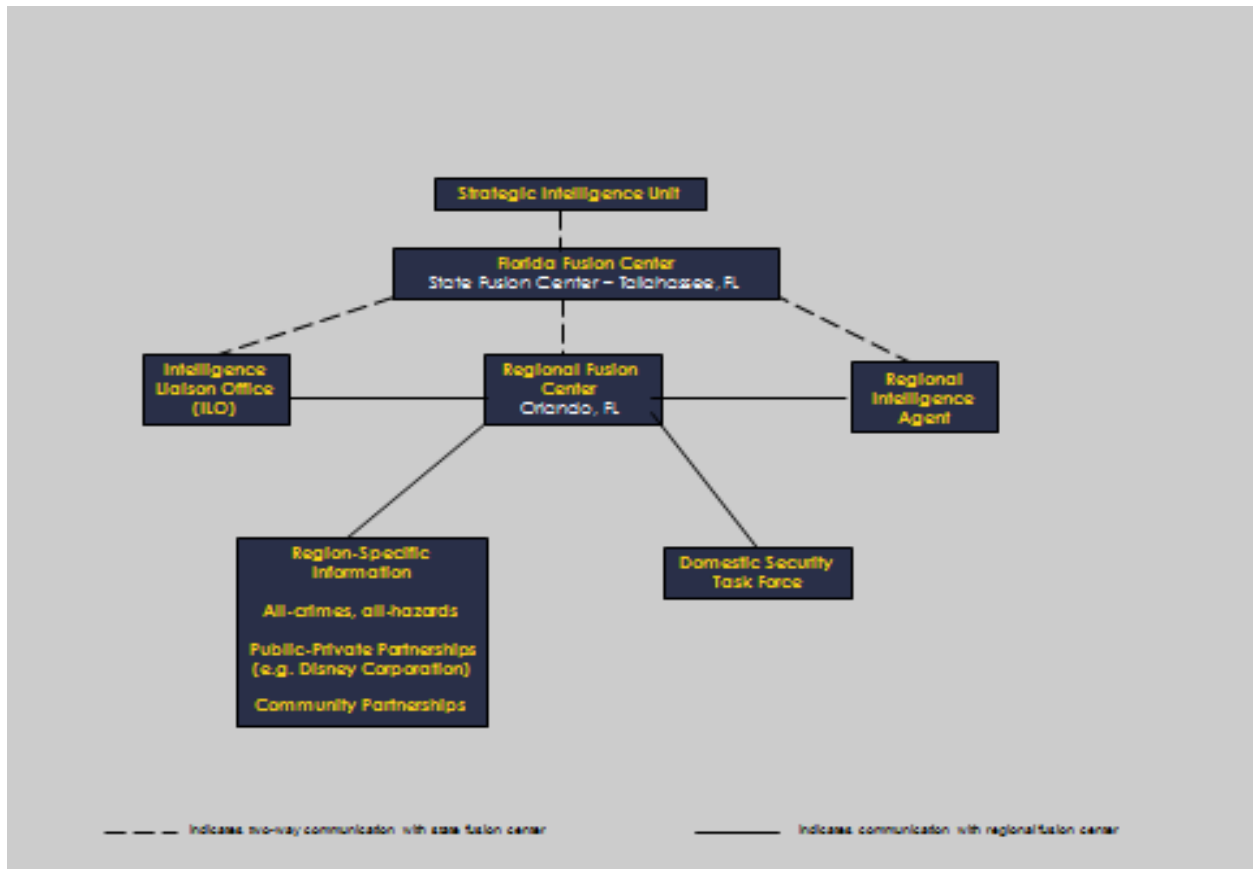 Strategic Intelligence Unit
Florida Fusion Center
State Fusion Center – Tallahassee, FL
Intelligence
Liaison Office
(ILO)
Regional Fusion
Center
Orlando, FL
Regional
Intelligence
Agent
Region-Specific
Information
All-crimes, all-hazards
Public-Private Partnerships
(e.g. Disney Corporation)
Community Partnerships
Domestic Security
Task Force
Indicates two-way communication with state fusion center
Indicates communication with regional fusion center